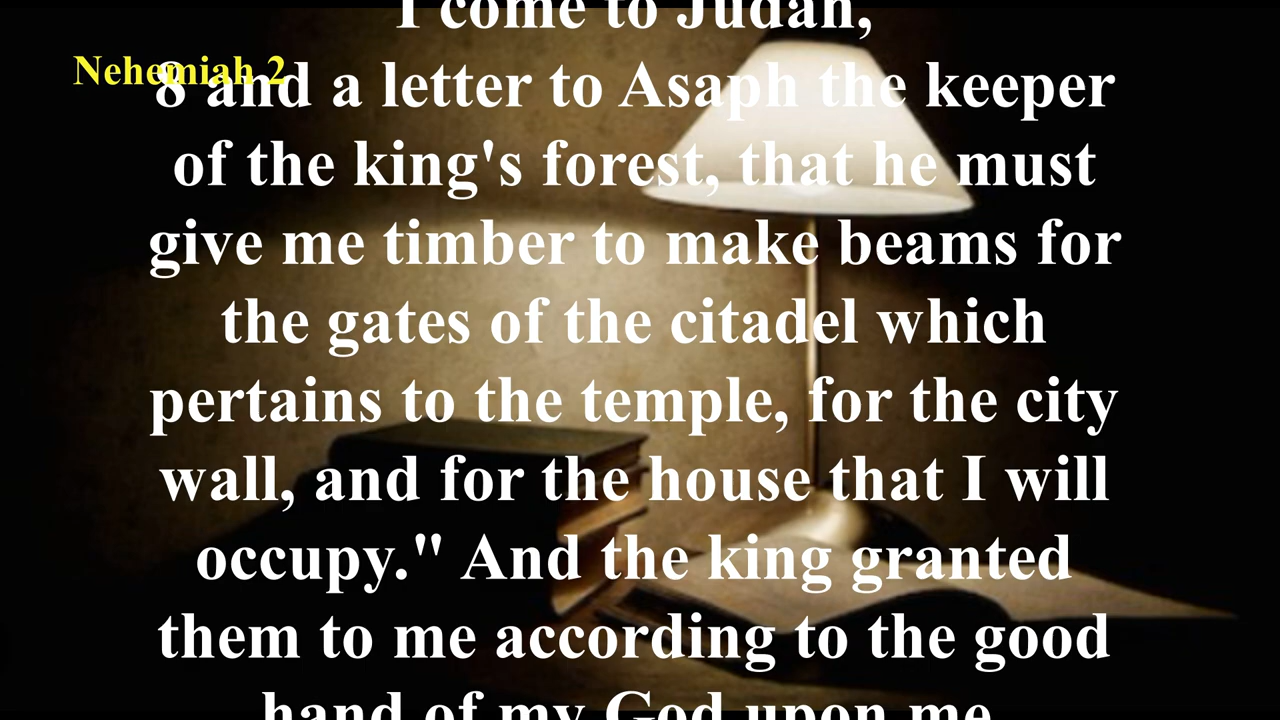 I come to Judah,
Nehemiah 2
8 and a letter to Asaph the keeper
of the king's forest, that he must
give me timber to make beams for
the gates of the citadel which
pertains to the temple, for the city
wall, and for the house that I will
occupy." And the king granted
them to me according to the good
hand of my God upon me.